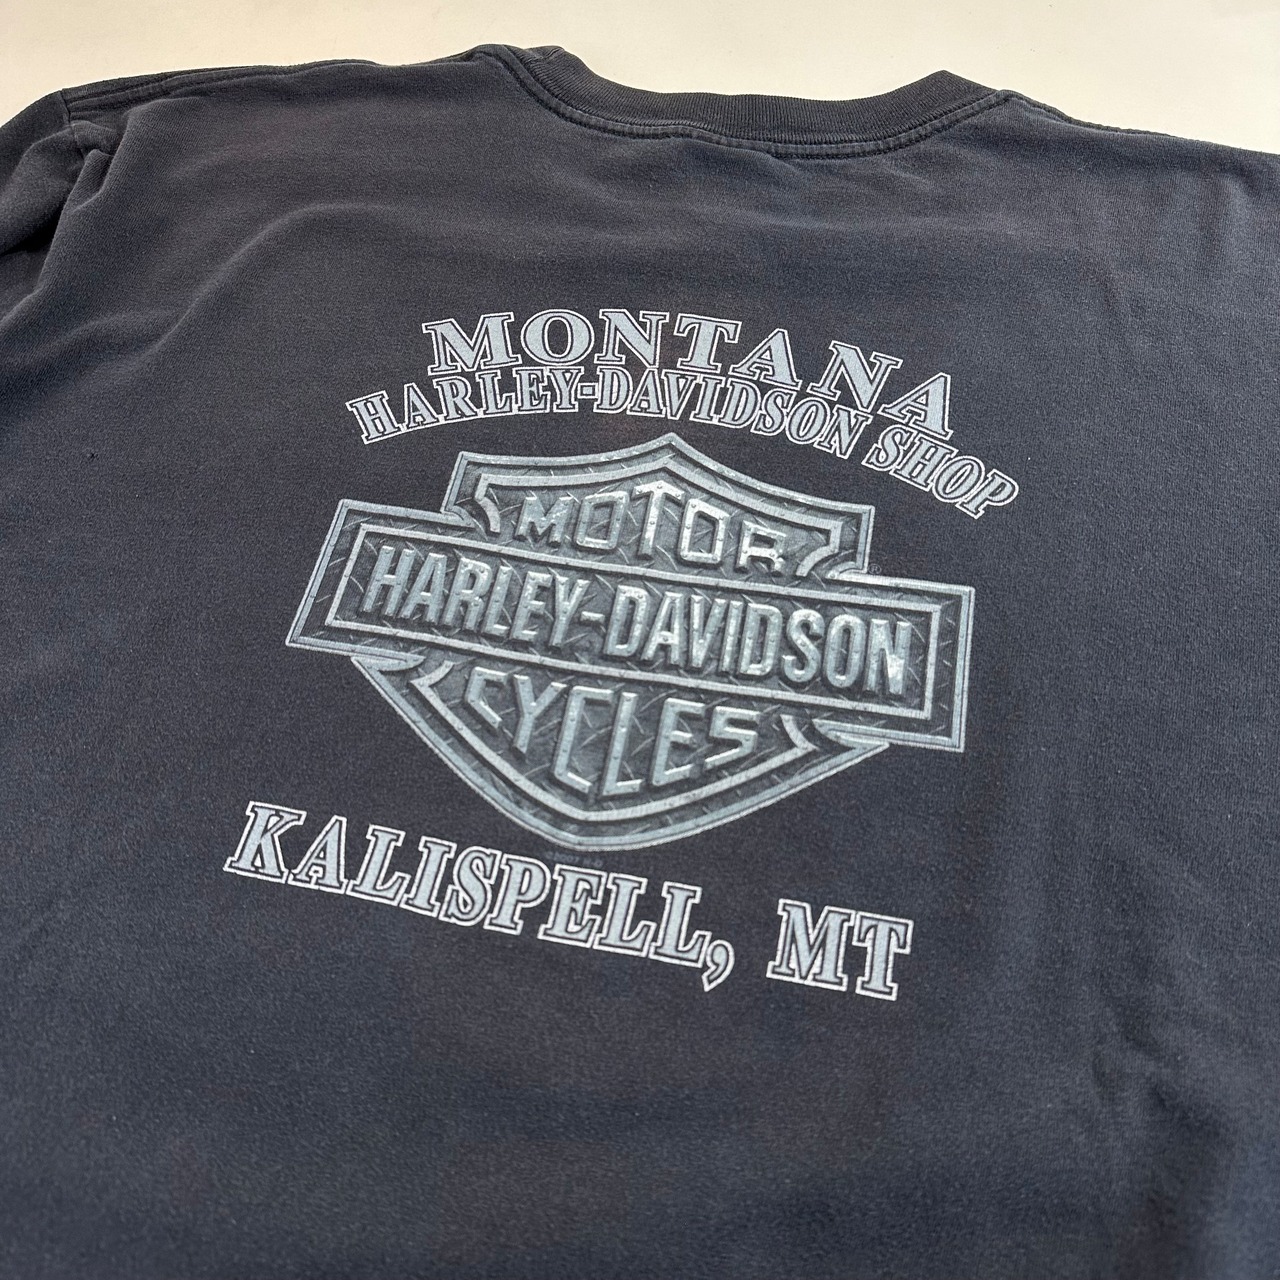 MONTANA
HARLEY-DAVIDSON SHOP
MOTOR
HARLEY-DAVIDSON
®
CYCLES
KALISPELL, MT